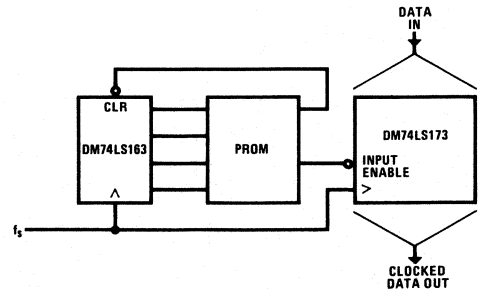 DATA
IN
CLR
DM74LS163
PROM
DM74LS173
INPUT
ENABLE
fs
CLOCKED
DATA OUT